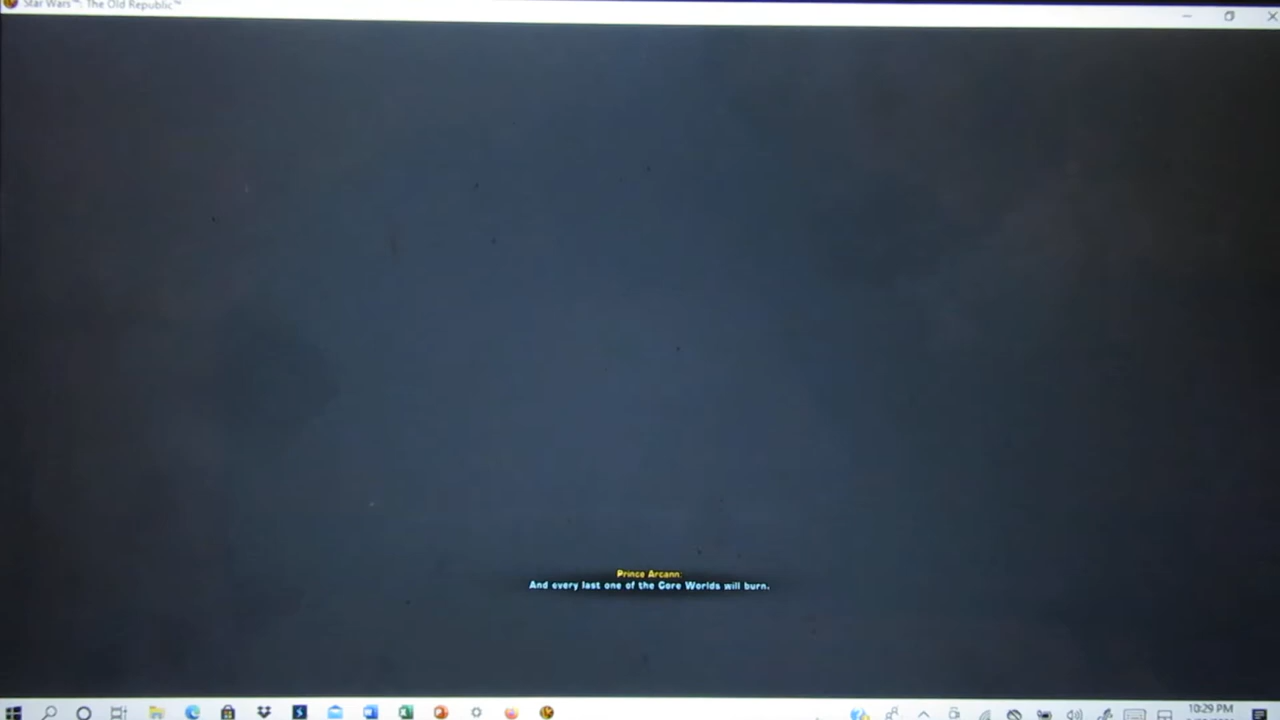 Star Wars™: The Old Republic™
Prince Arcann:
And every last one of the Core Worlds will burn.
10:29 PM